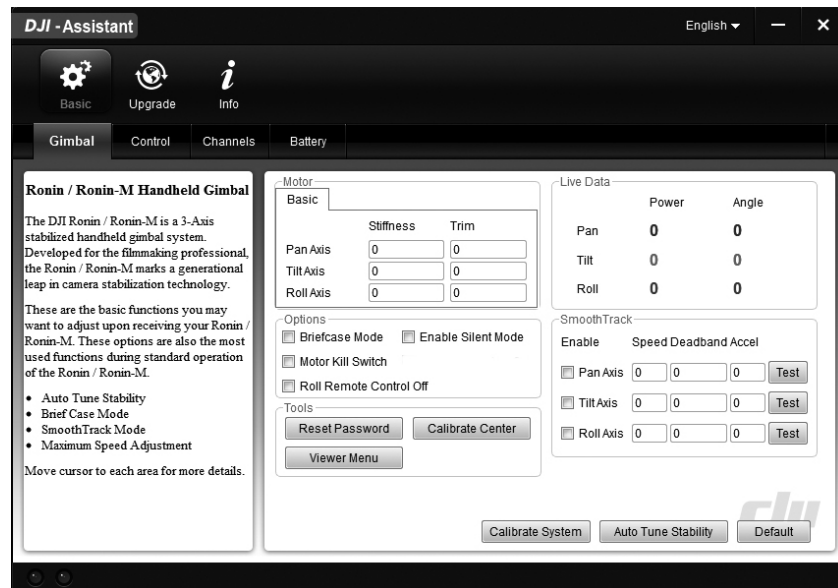 DJI - Assistant
English
Basic
Upgrade
Info
Gimbal
Control
Channels
Battery
Ronin / Ronin-M Handheld Gimbal
The DJI Ronin / Ronin-M is a 3-Axis
stabilized handheld gimbal system.
Developed for the filmmaking professional,
the Ronin / Ronin-M marks a generational
leap in camera stabilization technology.
These are the basic functions you may
want to adjust upon receiving your Ronin /
Ronin-M. These options are also the most
used functions during standard operation
of the Ronin / Ronin-M.
• Auto Tune Stability
• Brief Case Mode
• SmoothTrack Mode
• Maximum Speed Adjustment
Move cursor to each area for more details.
Motor
Basic
Stiffness Trim
Pan Axis 0 0
Tilt Axis 0 0
Roll Axis 0 0
Options
Briefcase Mode Enable Silent Mode
Motor Kill Switch
Roll Remote Control Off
Tools
Reset Password Calibrate Center
Viewer Menu
Live Data
Power Angle
Pan 0 0
Tilt 0 0
Roll 0 0
SmoothTrack
Enable Speed Deadband Accel
Pan Axis 0 0 0 Test
Tilt Axis 0 0 0 Test
Roll Axis 0 0 0 Test
dji
Calibrate System Auto Tune Stability Default